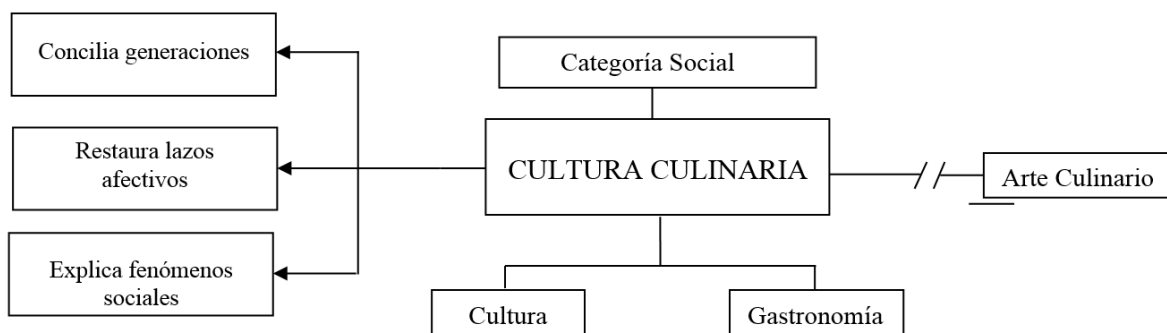 Concilia generaciones
Categoría Social
Restaura lazos
afectivos
CULTURA CULINARIA
Arte Culinario
Explica fenómenos
sociales
Cultura
Gastronomía